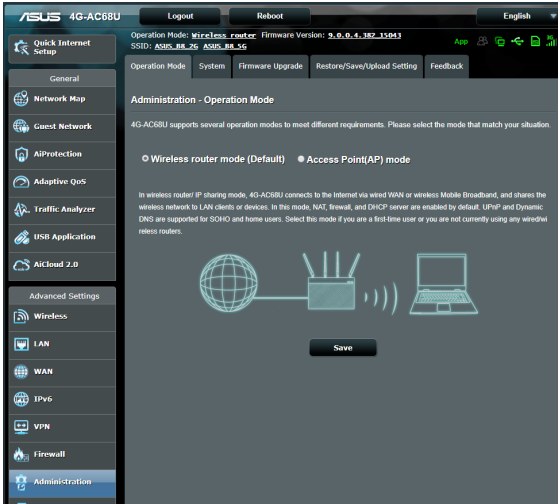 ASUS 4G-AC68U Logout Reboot English
Quick Internet Setup
Operation Mode: Wireless router Firmware Version: 9.0.0.4.382_15043
SSID: ASUS_B8_2G ASUS_B8_5G
App
Operation Mode System Firmware Upgrade Restore/Save/Upload Setting Feedback
General
Network Map
Guest Network
AiProtection
Adaptive QoS
Traffic Analyzer
USB Application
AiCloud 2.0
Advanced Settings
Wireless
LAN
WAN
IPv6
VPN
Firewall
Administration
Administration - Operation Mode
4G-AC68U supports several operation modes to meet different requirements. Please select the mode that match your situation.
Wireless router mode (Default) Access Point(AP) mode
In wireless router/ IP sharing mode, 4G-AC68U connects to the Internet via wired WAN or wireless Mobile Broadband, and shares the
wireless network to LAN clients or devices. In this mode, NAT, firewall, and DHCP server are enabled by default. UPnP and Dynamic
DNS are supported for SOHO and home users. Select this mode if you are a first-time user or you are not currently using any wired/wi
reless routers.
Save